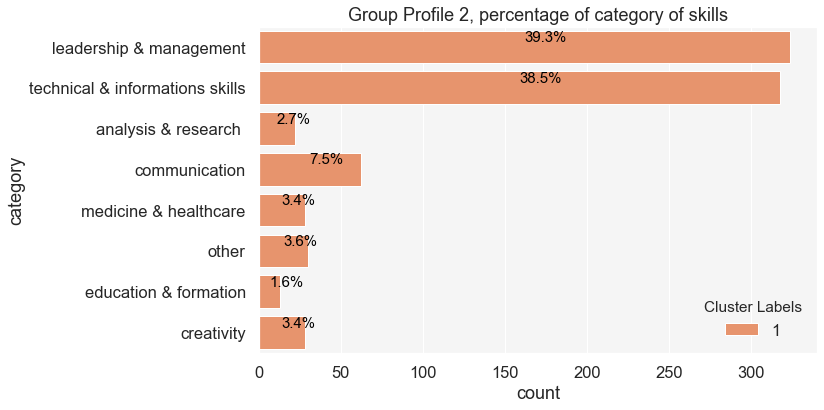 Group Profile 2, percentage of category of skills
category
leadership & management 39.3%
technical & informations skills 38.5%
analysis & research 2.7%
communication 7.5%
medicine & healthcare 3.4%
other 3.6%
education & formation 1.6%
creativity 3.4%
Cluster Labels
1
0 50 100 150 200 250 300
count